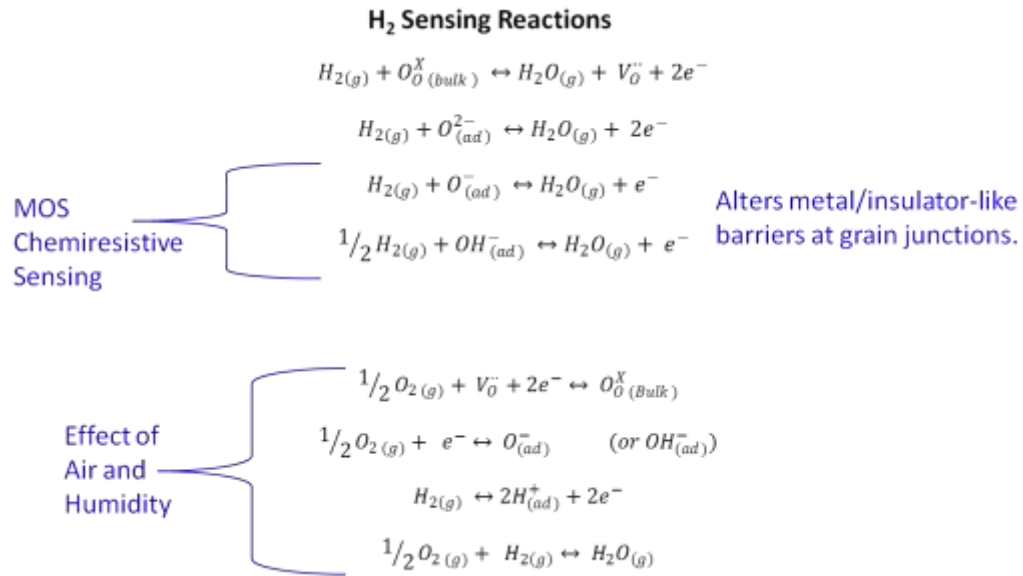 H₂ Sensing Reactions
H₂₍g₎ + O_O^X (bulk) ↔ H₂O₍g₎ + V_O^¨ + 2e⁻
H₂₍g₎ + O²⁻₍ad₎ ↔ H₂O₍g₎ + 2e⁻
H₂₍g₎ + O⁻₍ad₎ ↔ H₂O₍g₎ + e⁻
1/2 H₂₍g₎ + OH⁻₍ad₎ ↔ H₂O₍g₎ + e⁻
MOS
Chemiresistive
Sensing
Alters metal/insulator-like
barriers at grain junctions.
1/2 O₂ ₍g₎ + V_O^¨ + 2e⁻ ↔ O_O^X (Bulk)
1/2 O₂ ₍g₎ + e⁻ ↔ O⁻₍ad₎ (or OH⁻₍ad₎)
H₂₍g₎ ↔ 2H⁺₍ad₎ + 2e⁻
1/2 O₂ ₍g₎ + H₂₍g₎ ↔ H₂O₍g₎
Effect of
Air and
Humidity